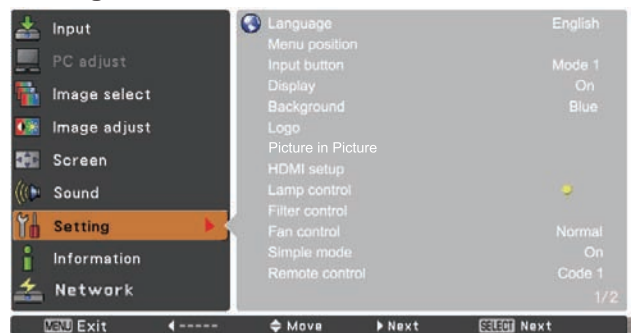 Input
PC adjust
Image select
Image adjust
Screen
Sound
Setting
Information
Network
Language English
Menu position
Input button Mode 1
Display On
Background Blue
Logo
Picture in Picture
HDMI setup
Lamp control
Filter control
Fan control Normal
Simple mode On
Remote control Code 1
1/2
MENU Exit ◀----- Move Next SELECT Next